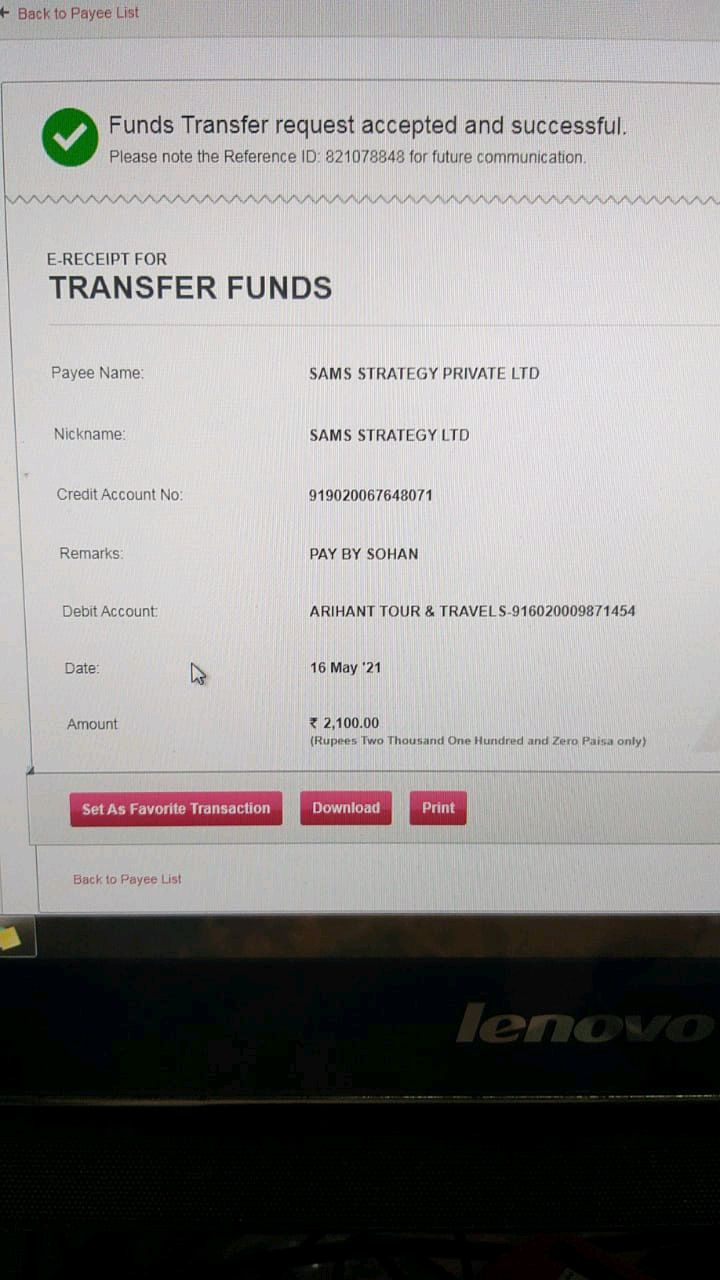 ← Back to Payee List
Funds Transfer request accepted and successful.
Please note the Reference ID: 821078848 for future communication.
E-RECEIPT FOR
TRANSFER FUNDS
Payee Name: SAMS STRATEGY PRIVATE LTD
Nickname: SAMS STRATEGY LTD
Credit Account No: 919020067648071
Remarks: PAY BY SOHAN
Debit Account: ARIHANT TOUR & TRAVELS-916020009871454
Date: 16 May '21
Amount ₹ 2,100.00
(Rupees Two Thousand One Hundred and Zero Paisa only)
Set As Favorite Transaction Download Print
Back to Payee List
lenovo